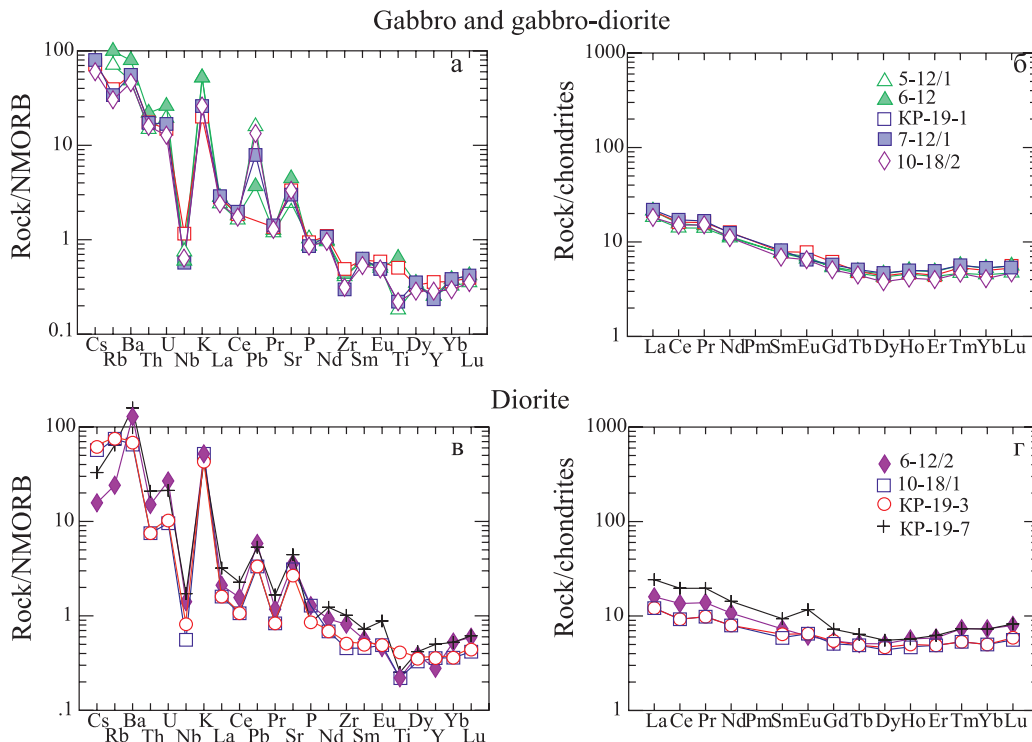 Gabbro and gabbro-diorite
Rock/NMORB
100
10
1
0.1
а
Cs Ba U K Ce Pr P Zr Eu Dy Yb
Rb Th Nb La Pb Sr Nd Sm Ti Y Lu
Rock/chondrites
1000
100
10
1
б
5-12/1
6-12
KP-19-1
7-12/1
10-18/2
La Ce Pr Nd Pm Sm Eu Gd Tb Dy Ho Er Tm Yb Lu
Diorite
Rock/NMORB
100
10
1
.1
в
Cs Ba U K Ce Pr P Zr Eu Dy Yb
Rb Th Nb La Pb Sr Nd Sm Ti Y Lu
Rock/chondrites
1000
100
10
1
г
6-12/2
10-18/1
KP-19-3
KP-19-7
La Ce Pr Nd Pm Sm Eu Gd Tb Dy Ho Er Tm Yb Lu